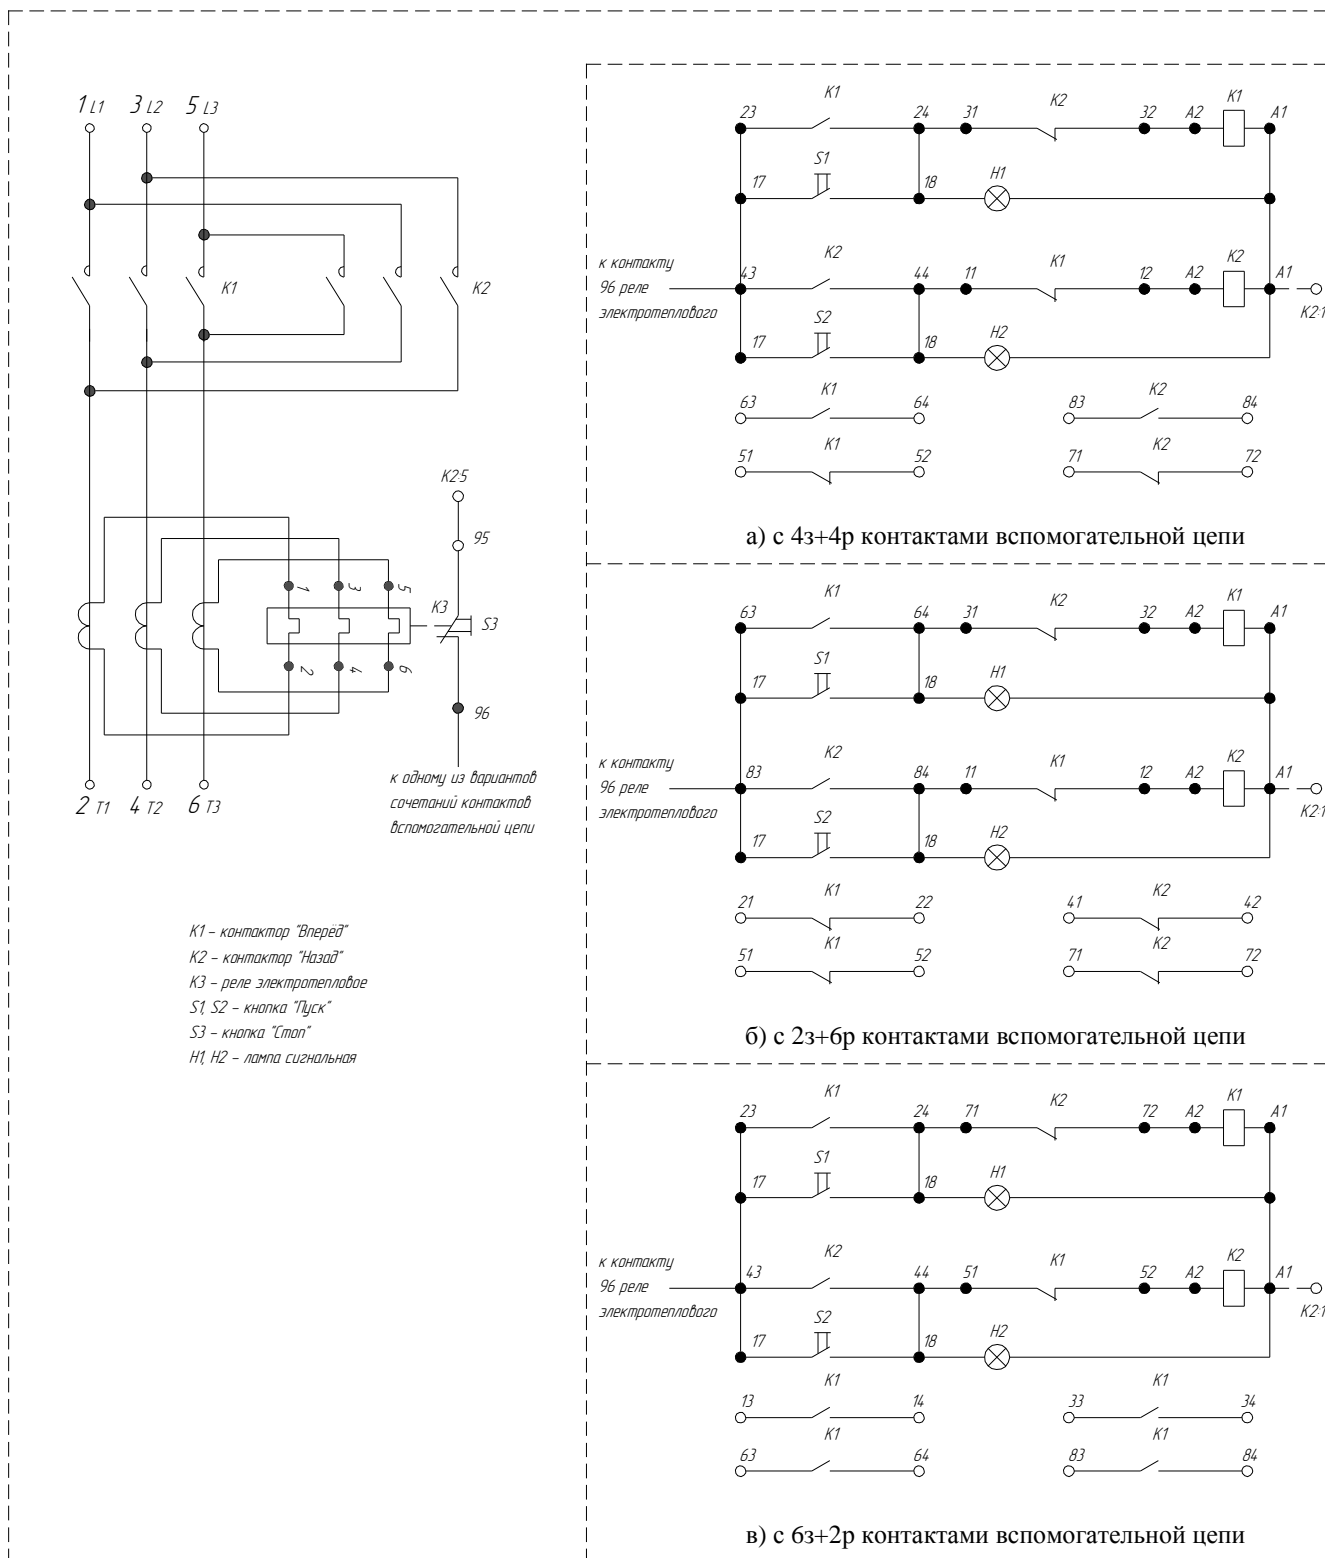 1 L1 3 L2 5 L3
K1
K2
K2:5
95
1 3 5
K3
S3
2 4 6
96
к одному из вариантов
сочетаний контактов
вспомогательной цепи
2 T1 4 T2 6 T3
K1 – контактор "Вперёд"
K2 – контактор "Назад"
K3 – реле электротепловое
S1, S2 – кнопка "Пуск"
S3 – кнопка "Стоп"
H1, H2 – лампа сигнальная
K1 K2 K1
23 24 31 32 A2 A1
S1 H1
17 18
к контакту
96 реле
электротеплового
K2 K1 K2
43 44 11 12 A2 A1
K2:1
S2 H2
17 18
K1 K2
63 64 83 84
K1 K2
51 52 71 72
а) с 4з+4р контактами вспомогательной цепи
K1 K2 K1
63 64 31 32 A2 A1
S1 H1
17 18
к контакту
96 реле
электротеплового
K2 K1 K2
83 84 11 12 A2 A1
K2:1
S2 H2
17 18
K1 K2
21 22 41 42
K1 K2
51 52 71 72
б) с 2з+6р контактами вспомогательной цепи
K1 K2 K1
23 24 71 72 A2 A1
S1 H1
17 18
к контакту
96 реле
электротеплового
K2 K1 K2
43 44 51 52 A2 A1
K2:1
S2 H2
17 18
K1 K1
13 14 33 34
K1 K1
63 64 83 84
в) с 6з+2р контактами вспомогательной цепи